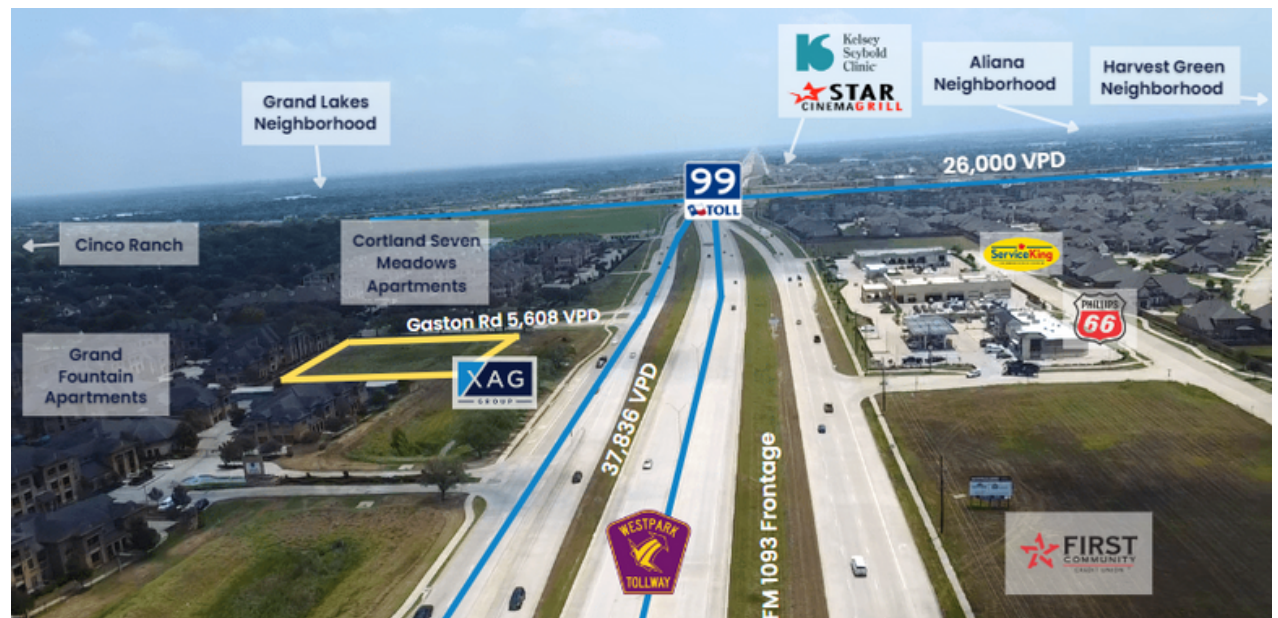 Kelsey
Seybold
Clinic
STAR
CINEMAGRILL
Aliana
Neighborhood
Harvest Green
Neighborhood
Grand Lakes
Neighborhood
26,000 VPD
99
TOLL
Cinco Ranch
Cortland Seven
Meadows
Apartments
ServiceKing
Gaston Rd 5,608 VPD
PHILLIPS
66
Grand
Fountain
Apartments
XAG
GROUP
37,836 VPD
FM 1093 Frontage
WESTPARK
TOLLWAY
FIRST
COMMUNITY
CREDIT UNION